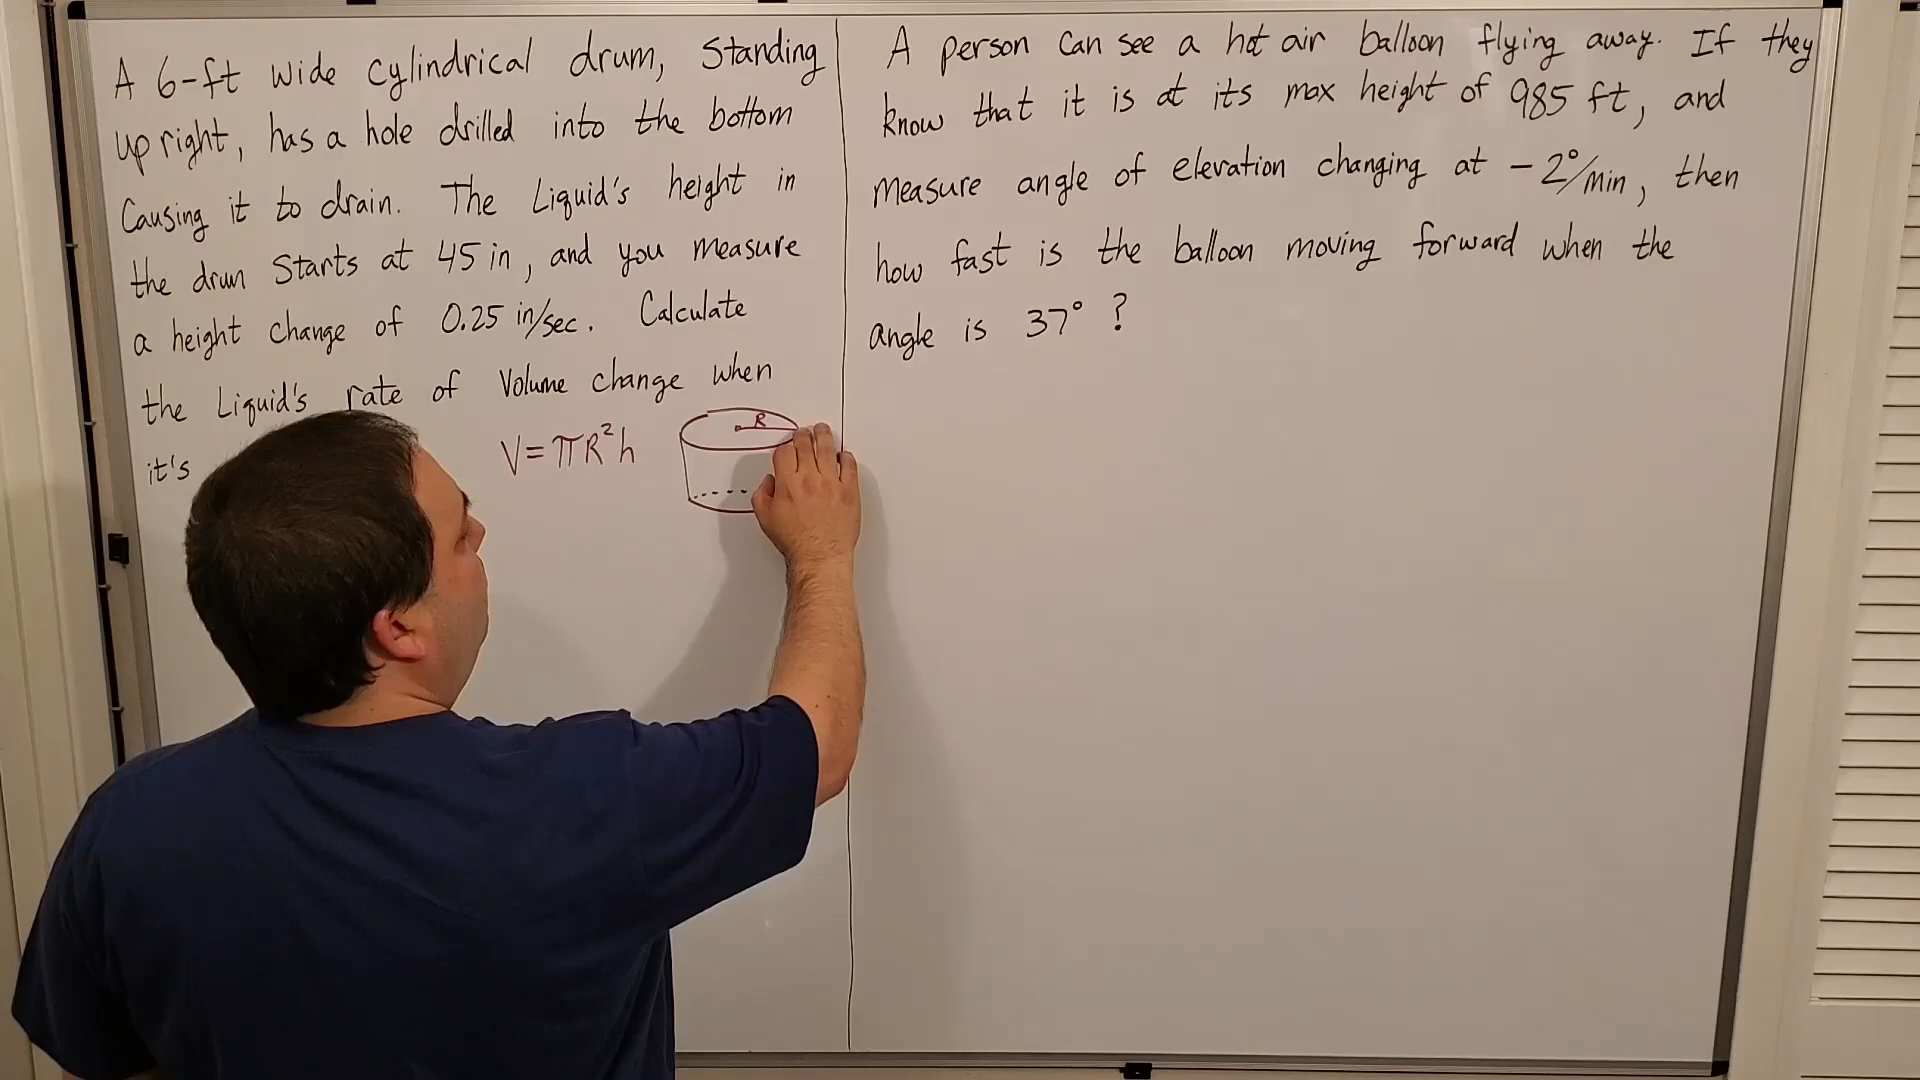 A 6-ft wide cylindrical drum, Standing
upright, has a hole drilled into the bottom
Causing it to drain. The Liquid's height in
the drum Starts at 45 in, and you measure
a height change of 0.25 in/sec. Calculate
the Liquid's rate of Volume change when
it's
V=πR²h
R
A person can see a hot air balloon flying away. If they
know that it is at its max height of 985 ft, and
measure angle of elevation changing at -2°/min, then
how fast is the balloon moving forward when the
angle is 37°?